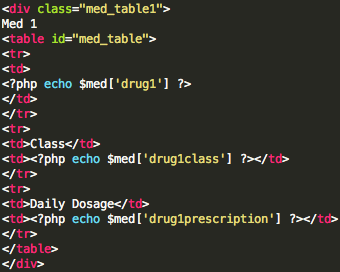 <div class="med_table1">
Med 1
<table id="med_table">
<tr>
<td>
<?php echo $med['drug1'] ?>
</td>
</tr>
<tr>
<td>Class</td>
<td><?php echo $med['drug1class'] ?></td>
</tr>
<tr>
<td>Daily Dosage</td>
<td><?php echo $med['drug1prescription'] ?></td>
</tr>
</table>
</div>